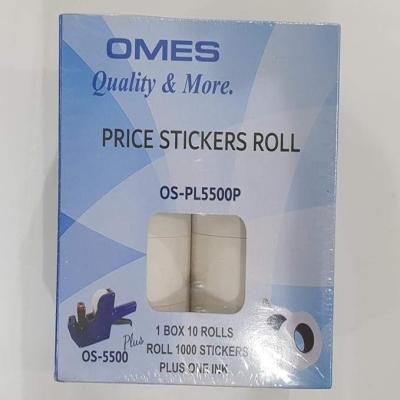 OMES
Quality & More.
PRICE STICKERS ROLL
OS-PL5500P
1 BOX 10 ROLLS
OS-5500 Plus ROLL 1000 STICKERS
PLUS ONE INK